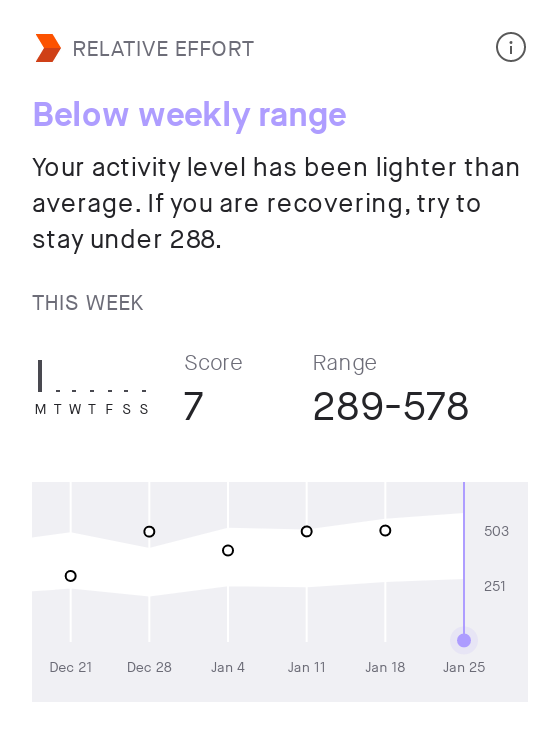 RELATIVE EFFORT
Below weekly range
Your activity level has been lighter than
average. If you are recovering, try to
stay under 288.
THIS WEEK
Score
Range
7
289-578
M T W T F S S
503
251
Dec 21
Dec 28
Jan 4
Jan 11
Jan 18
Jan 25